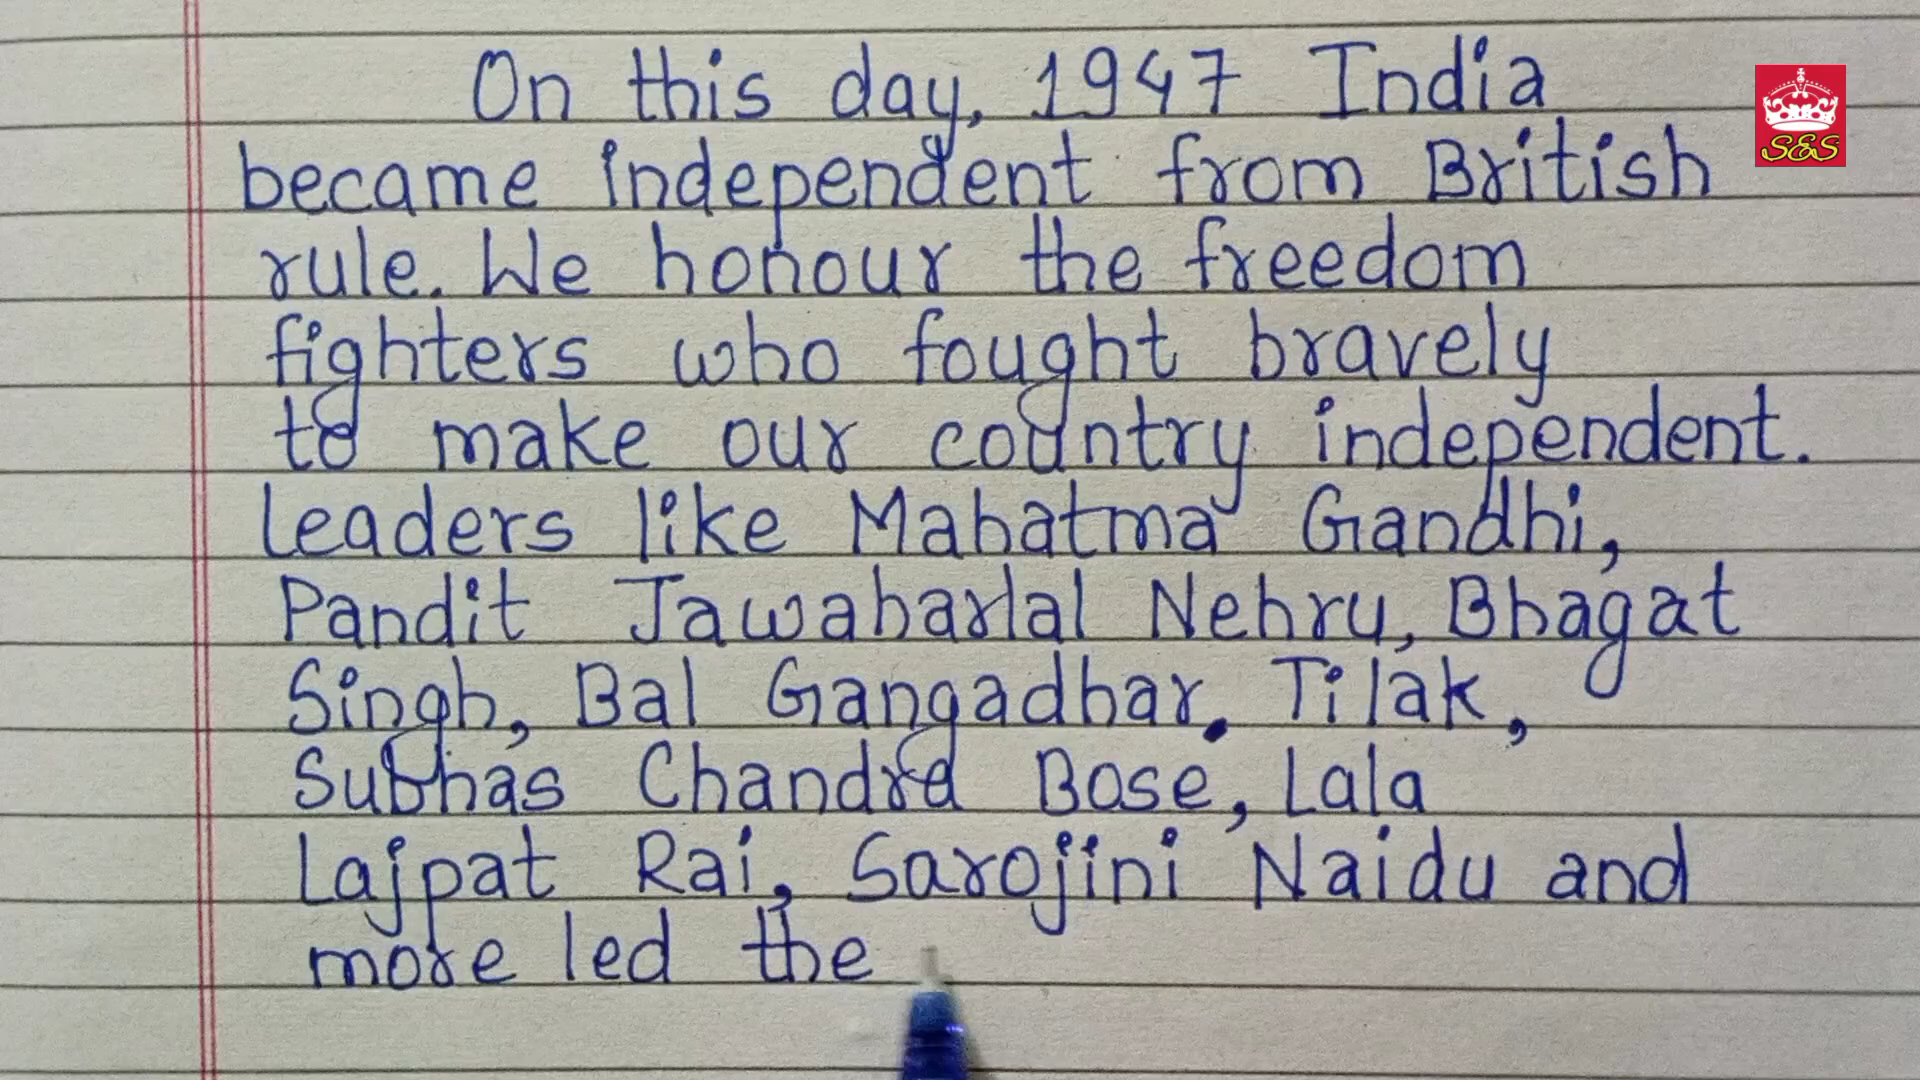 On this day, 1947 India
became independent from British
rule. We honour the freedom
fighters who fought bravely
to make our country independent.
Leaders like Mahatma Gandhi,
Pandit Jawaharlal Nehru, Bhagat
Singh, Bal Gangadhar. Tilak,
Subhas Chandra Bose, Lala
Lajpat Rai, Sarojini Naidu and
more led the
S&S